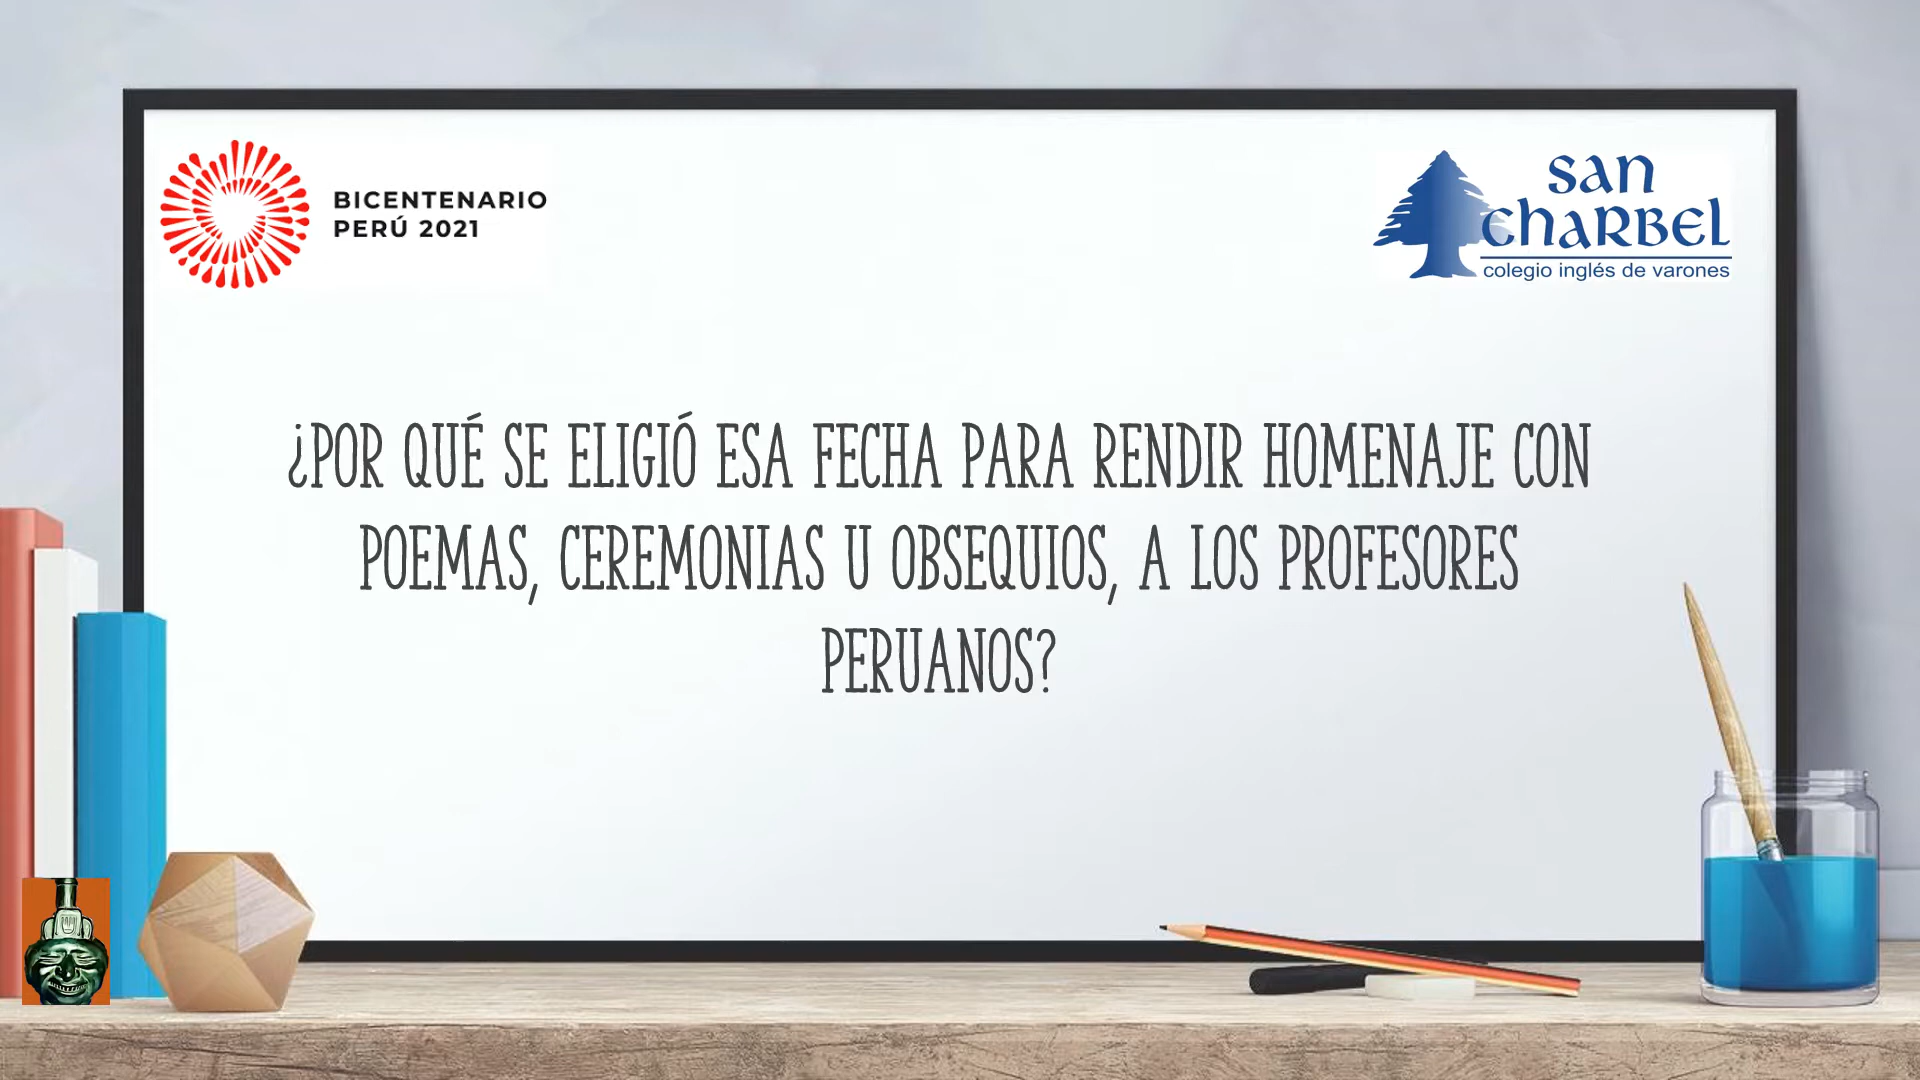 BICENTENARIO
PERÚ 2021
san
charbel
colegio inglés de varones
¿POR QUÉ SE ELIGIÓ ESA FECHA PARA RENDIR HOMENAJE CON
POEMAS, CEREMONIAS U OBSEQUIOS, A LOS PROFESORES
PERUANOS?